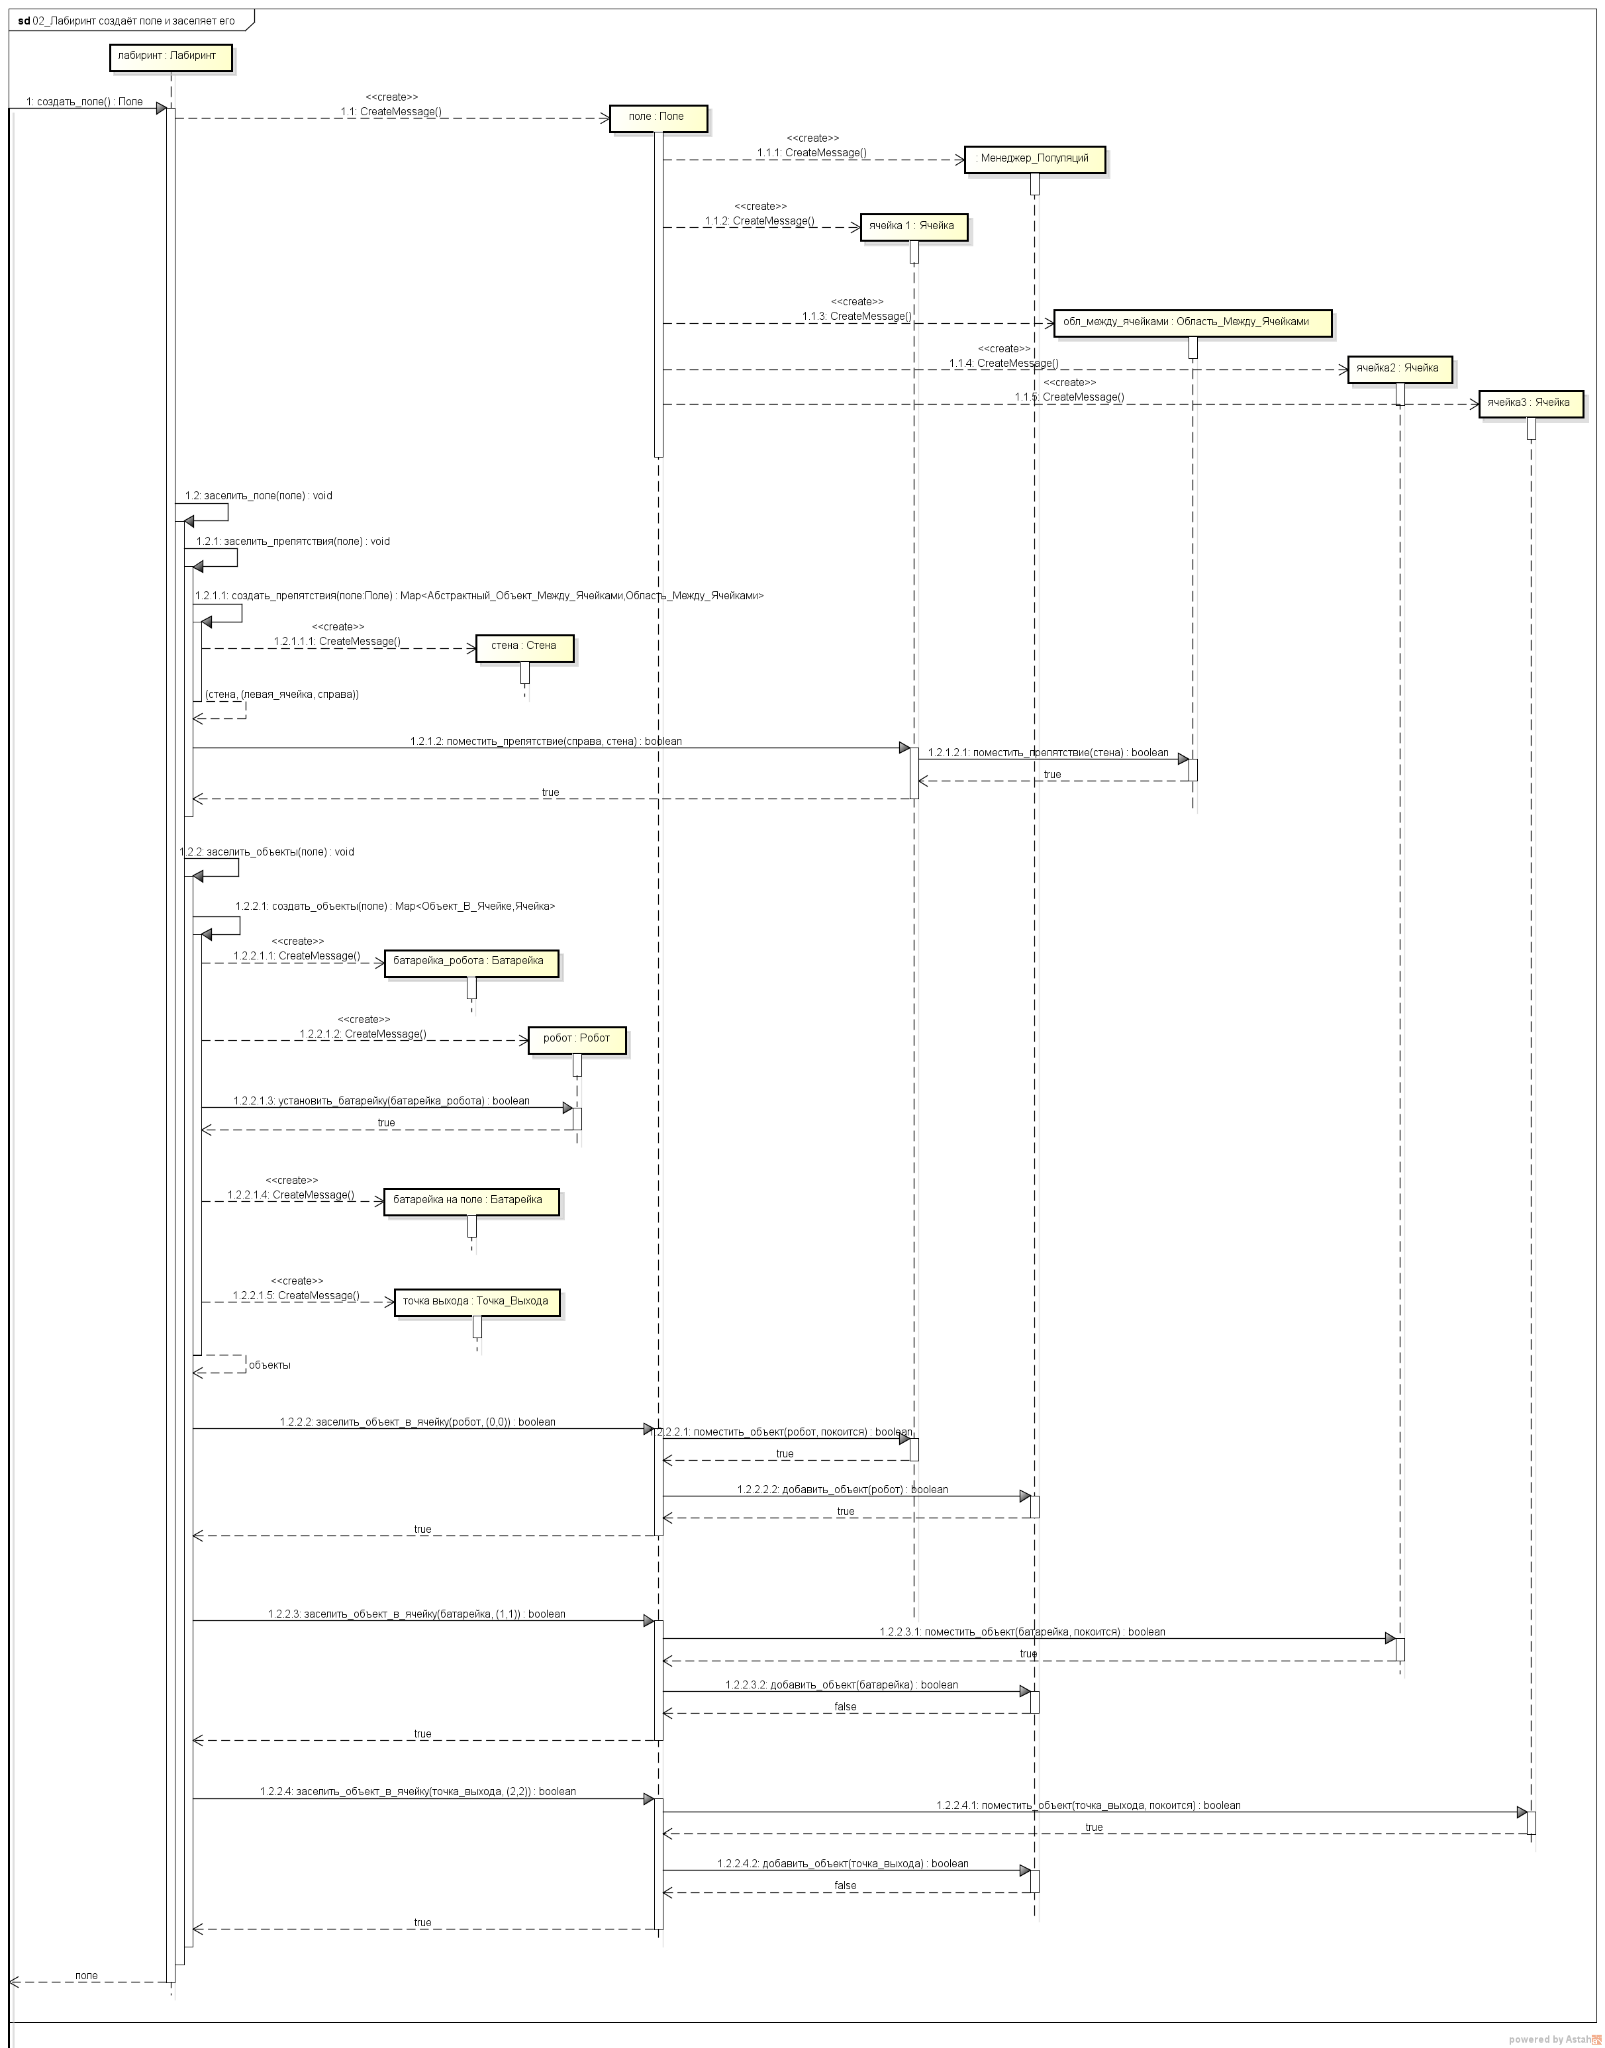 sd 02_Лабиринт создаёт поле и заселяет его
лабиринт : Лабиринт
1: создать_поле() : Поле
<<create>>
1.1: CreateMessage()
поле : Поле
<<create>>
1.1.1: CreateMessage()
: Менеджер_Популяций
<<create>>
1.1.2: CreateMessage()
ячейка 1 : Ячейка
<<create>>
1.1.3: CreateMessage()
обл_между_ячейками : Область_Между_Ячейками
<<create>>
1.1.4: CreateMessage()
ячейка2 : Ячейка
<<create>>
1.1.5: CreateMessage()
ячейка3 : Ячейка
1.2: заселить_поле(поле) : void
1.2.1: заселить_препятствия(поле) : void
1.2.1.1: создать_препятствия(поле:Поле) : Map<Абстрактный_Объект_Между_Ячейками,Область_Между_Ячейками>
<<create>>
1.2.1.1.1: CreateMessage()
стена : Стена
(стена, (левая_ячейка, справа))
1.2.1.2: поместить_препятствие(справа, стена) : boolean
1.2.1.2.1: поместить_препятствие(стена) : boolean
true
true
1.2.2: заселить_объекты(поле) : void
1.2.2.1: создать_объекты(поле) : Map<Объект_В_Ячейке,Ячейка>
<<create>>
1.2.2.1.1: CreateMessage()
батарейка_робота : Батарейка
<<create>>
1.2.2.1.2: CreateMessage()
робот : Робот
1.2.2.1.3: установить_батарейку(батарейка_робота) : boolean
true
<<create>>
1.2.2.1.4: CreateMessage()
батарейка на поле : Батарейка
<<create>>
1.2.2.1.5: CreateMessage()
точка выхода : Точка_Выхода
объекты
1.2.2.2: заселить_объект_в_ячейку(робот, (0,0)) : boolean
1.2.2.2.1: поместить_объект(робот, покоится) : boolean
true
1.2.2.2.2: добавить_объект(робот) : boolean
true
true
1.2.2.3: заселить_объект_в_ячейку(батарейка, (1,1)) : boolean
1.2.2.3.1: поместить_объект(батарейка, покоится) : boolean
true
1.2.2.3.2: добавить_объект(батарейка) : boolean
false
true
1.2.2.4: заселить_объект_в_ячейку(точка_выхода, (2,2)) : boolean
1.2.2.4.1: поместить_объект(точка_выхода, покоится) : boolean
true
1.2.2.4.2: добавить_объект(точка_выхода) : boolean
false
true
поле
powered by Astah